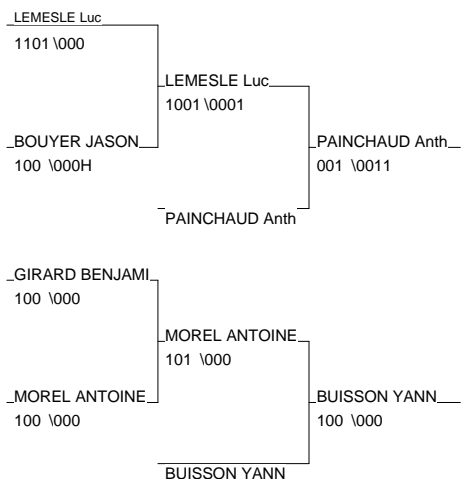 LEMESLE Luc
1101 \000
LEMESLE Luc
1001 \0001
BOUYER JASON
100 \000H
PAINCHAUD Anth
001 \0011
PAINCHAUD Anth
GIRARD BENJAMI
100 \000
MOREL ANTOINE
101 \000
MOREL ANTOINE
100 \000
BUISSON YANN
100 \000
BUISSON YANN